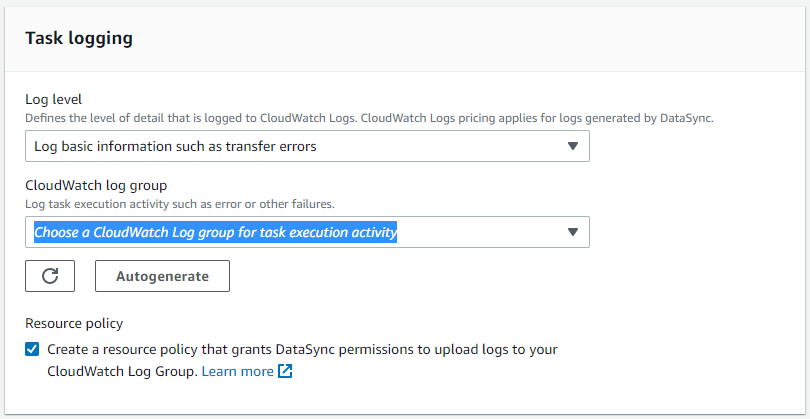 Task logging
Log level
Defines the level of detail that is logged to CloudWatch Logs. CloudWatch Logs pricing applies for logs generated by DataSync.
Log basic information such as transfer errors
CloudWatch log group
Log task execution activity such as error or other failures.
Choose a CloudWatch Log group for task execution activity
Autogenerate
Resource policy
Create a resource policy that grants DataSync permissions to upload logs to your
CloudWatch Log Group. Learn more